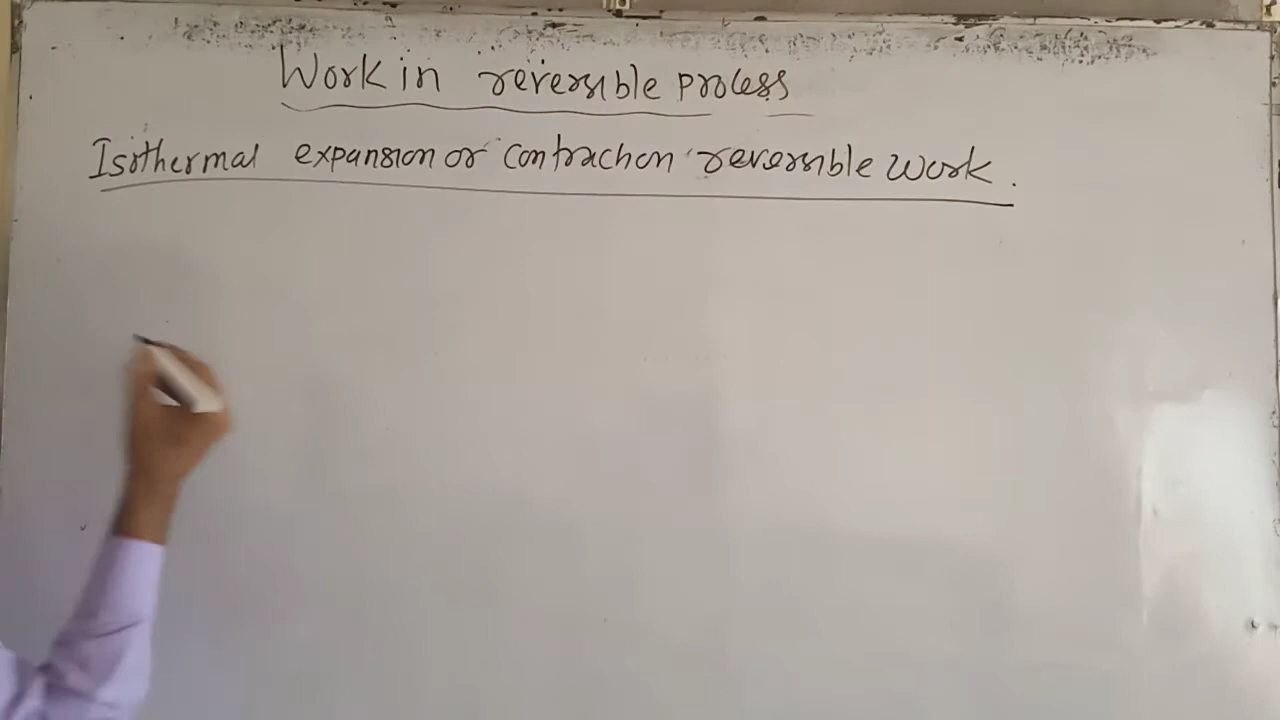 Work in reversible process
Isothermal expansion or contraction reversible work.